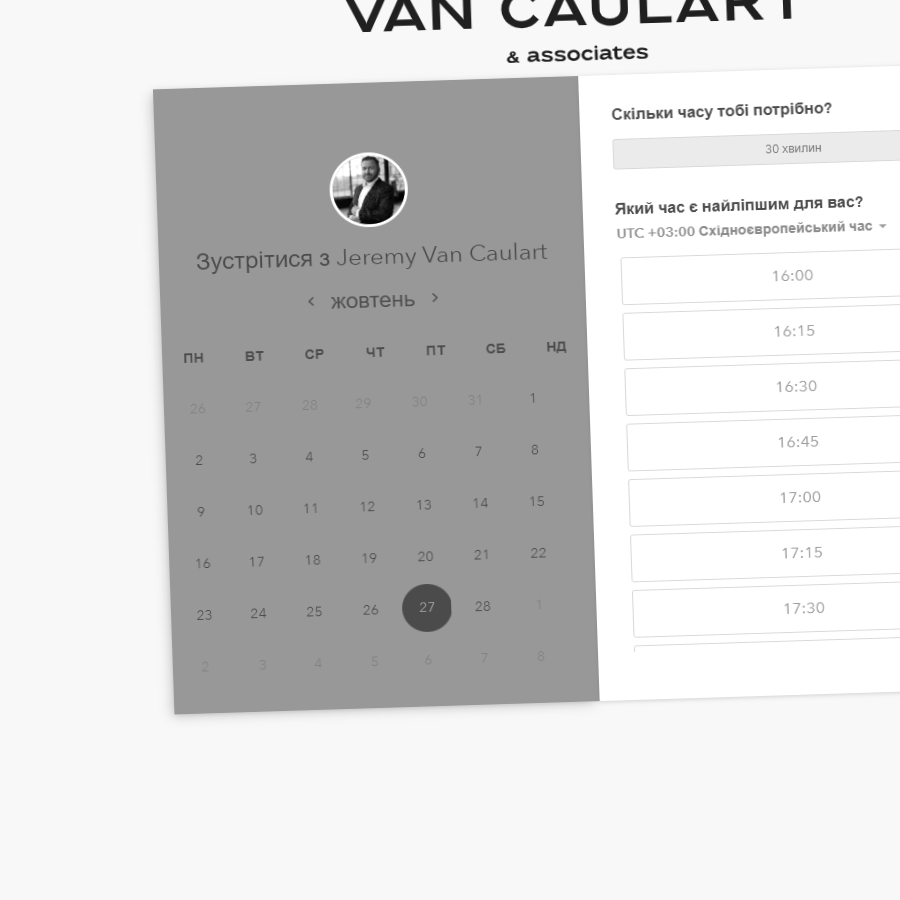 VAN CAULART
& associates
Зустрітися з Jeremy Van Caulart
жовтень
ПН ВТ СР ЧТ ПТ СБ НД
26 27 28 29 30 31 1
2 3 4 5 6 7 8
9 10 11 12 13 14 15
16 17 18 19 20 21 22
23 24 25 26 27 28 1
2 3 4 5 6 7 8
Скільки часу тобі потрібно?
30 хвилин
Який час є найліпшим для вас?
UTC +03:00 Східноєвропейський час
16:00
16:15
16:30
16:45
17:00
17:15
17:30